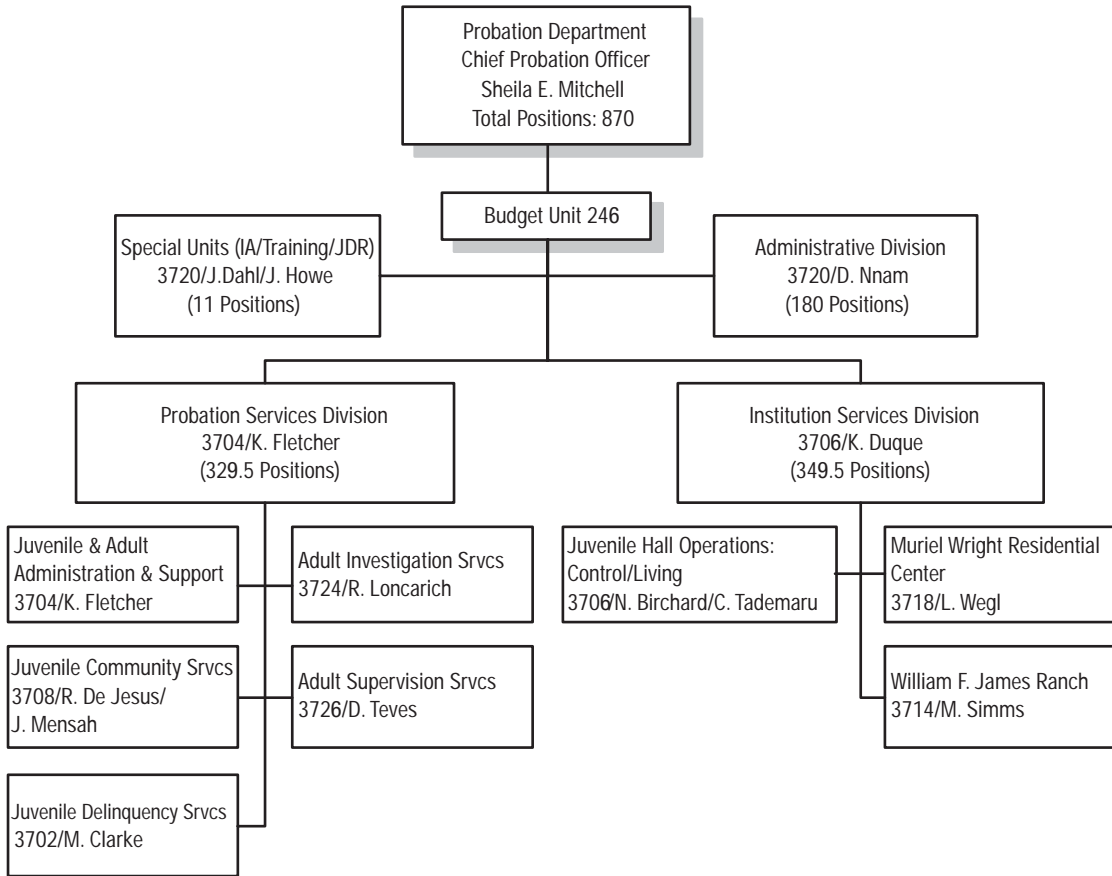 Probation Department
Chief Probation Officer
Sheila E. Mitchell
Total Positions: 870
Budget Unit 246
Special Units (IA/Training/JDR)
3720/J.Dahl/J. Howe
(11 Positions)
Administrative Division
3720/D. Nnam
(180 Positions)
Probation Services Division
3704/K. Fletcher
(329.5 Positions)
Institution Services Division
3706/K. Duque
(349.5 Positions)
Juvenile & Adult
Administration & Support
3704/K. Fletcher
Adult Investigation Srvcs
3724/R. Loncarich
Juvenile Hall Operations:
Control/Living
3706/N. Birchard/C. Tademaru
Muriel Wright Residential
Center
3718/L. Wegl
Juvenile Community Srvcs
3708/R. De Jesus/
J. Mensah
Adult Supervision Srvcs
3726/D. Teves
William F. James Ranch
3714/M. Simms
Juvenile Delinquency Srvcs
3702/M. Clarke